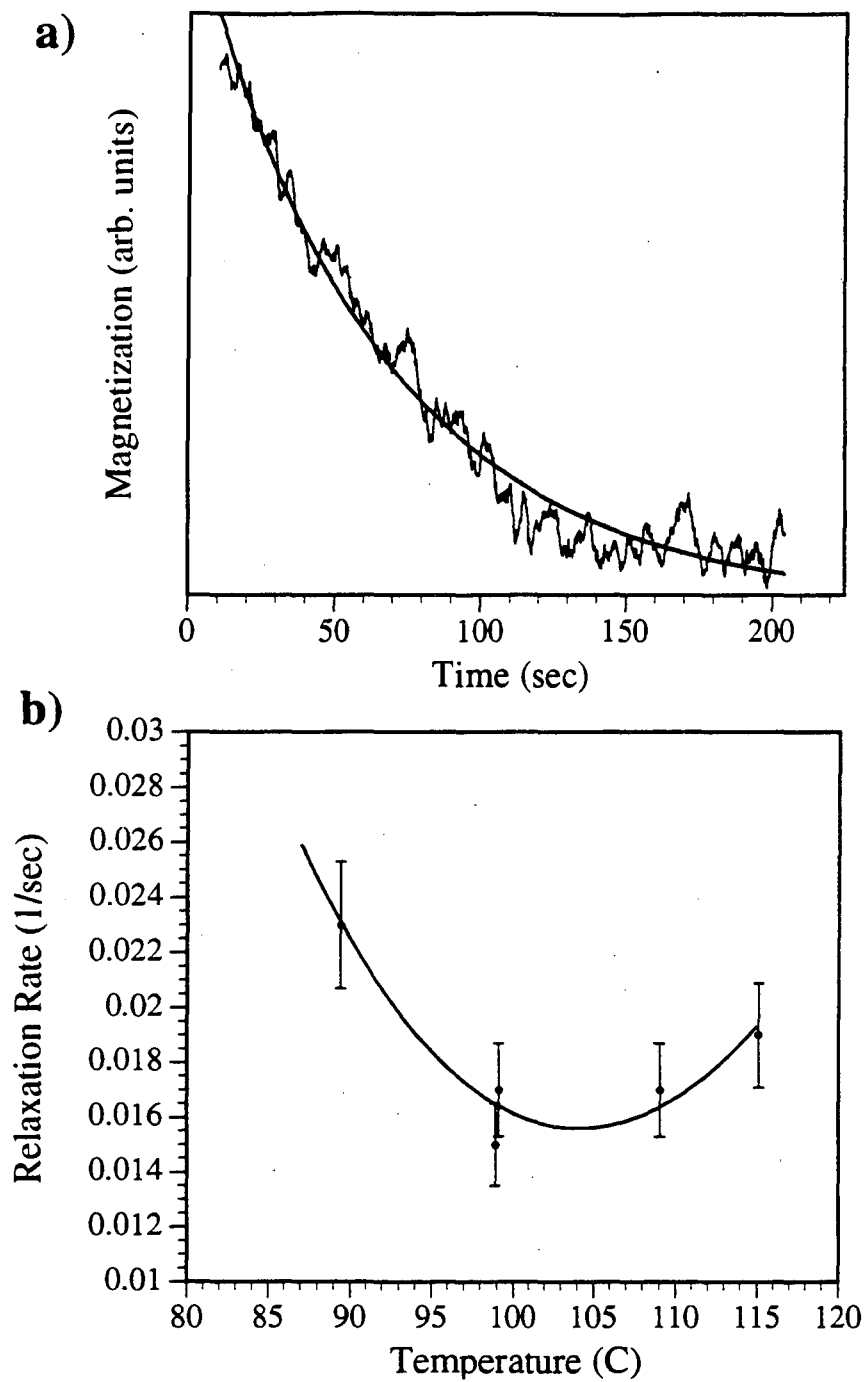 a)
Magnetization (arb. units)
0 50 100 150 200
Time (sec)
b)
Relaxation Rate (1/sec)
0.03
0.028
0.026
0.024
0.022
0.02
0.018
0.016
0.014
0.012
0.01
80 85 90 95 100 105 110 115 120
Temperature (C)